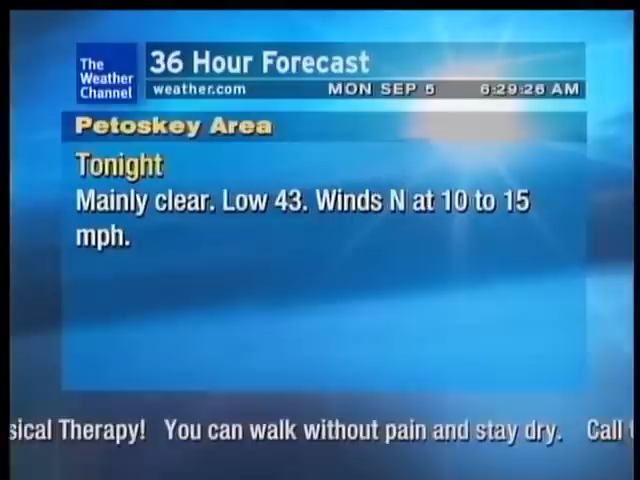 The
Weather
Channel
36 Hour Forecast
weather.com MON SEP 5 6:29:26 AM
Petoskey Area
Tonight
Mainly clear. Low 43. Winds N at 10 to 15
mph.
sical Therapy! You can walk without pain and stay dry. Call